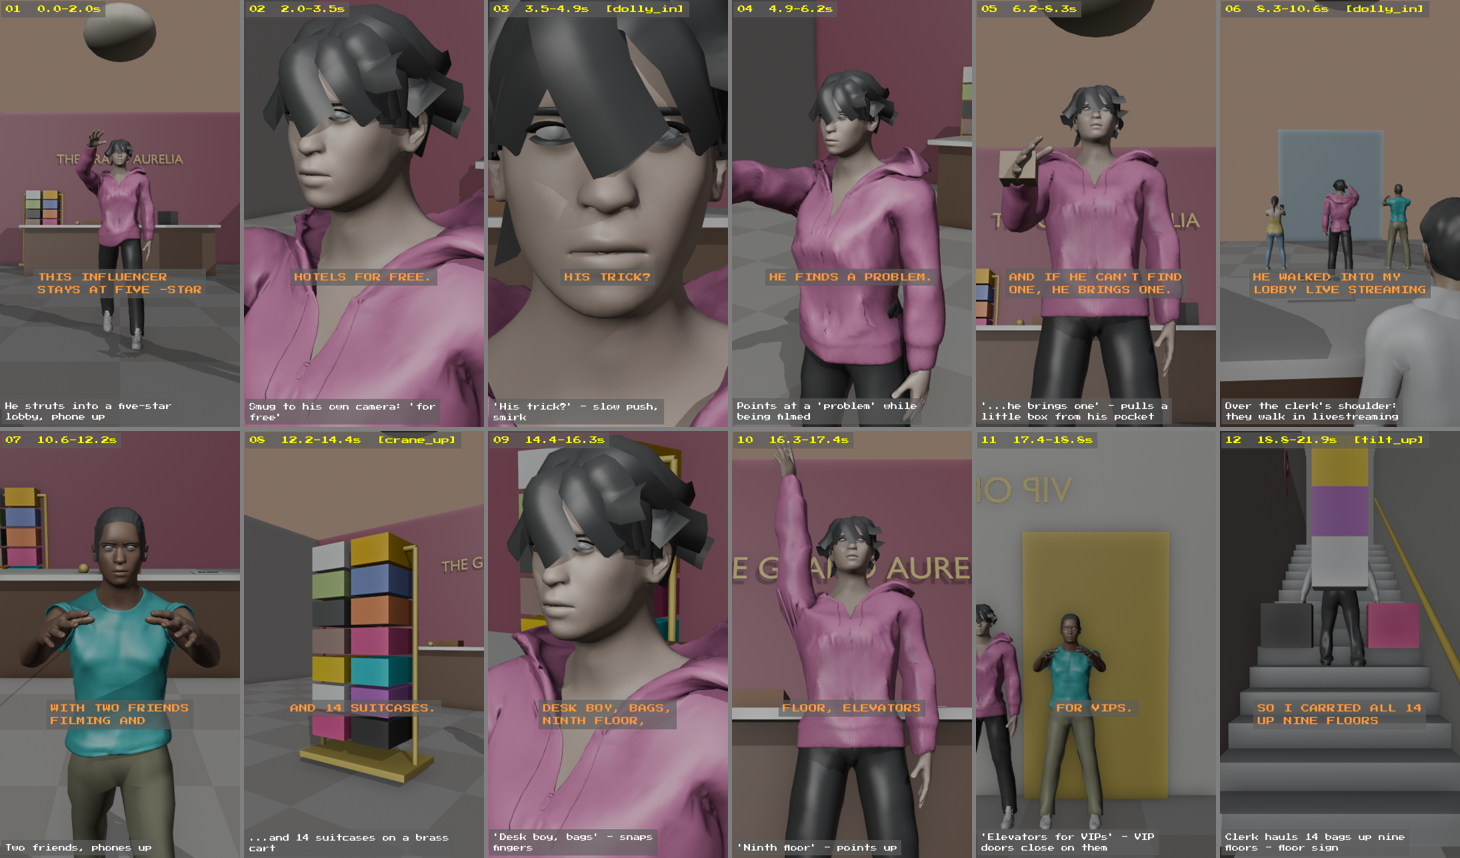 01 0.0-2.0s
THE GRAND AURELIA
THIS INFLUENCER
STAYS AT FIVE -STAR
He struts into a five-star
lobby, phone up
02 2.0-3.5s
HOTELS FOR FREE.
Smug to his own camera: 'for
free'
03 3.5-4.9s [dolly_in]
HIS TRICK?
'His trick?' - slow push,
smirk
04 4.9-6.2s
HE FINDS A PROBLEM.
Points at a 'problem' while
being filmed
05 6.2-8.3s
TH
LIA
AND IF HE CAN'T FIND
ONE, HE BRINGS ONE.
'...he brings one' - pulls a
little box from his pocket
06 8.3-10.6s [dolly_in]
HE WALKED INTO MY
LOBBY LIVE STREAMING
Over the clerk's shoulder:
they walk in livestreaming
07 10.6-12.2s
WITH TWO FRIENDS
FILMING AND
Two friends, phones up
08 12.2-14.4s [crane_up]
THE G
AND 14 SUITCASES.
...and 14 suitcases on a brass
cart
09 14.4-16.3s
DESK BOY, BAGS,
NINTH FLOOR,
'Desk boy, bags' - snaps
fingers
10 16.3-17.4s
E GRAND AURE
FLOOR, ELEVATORS
'Ninth floor' - points up
11 17.4-18.8s
VIP O
FOR VIPS.
'Elevators for VIPs' - VIP
doors close on them
12 18.8-21.9s [tilt_up]
SO I CARRIED ALL 14
UP NINE FLOORS
Clerk hauls 14 bags up nine
floors - floor sign